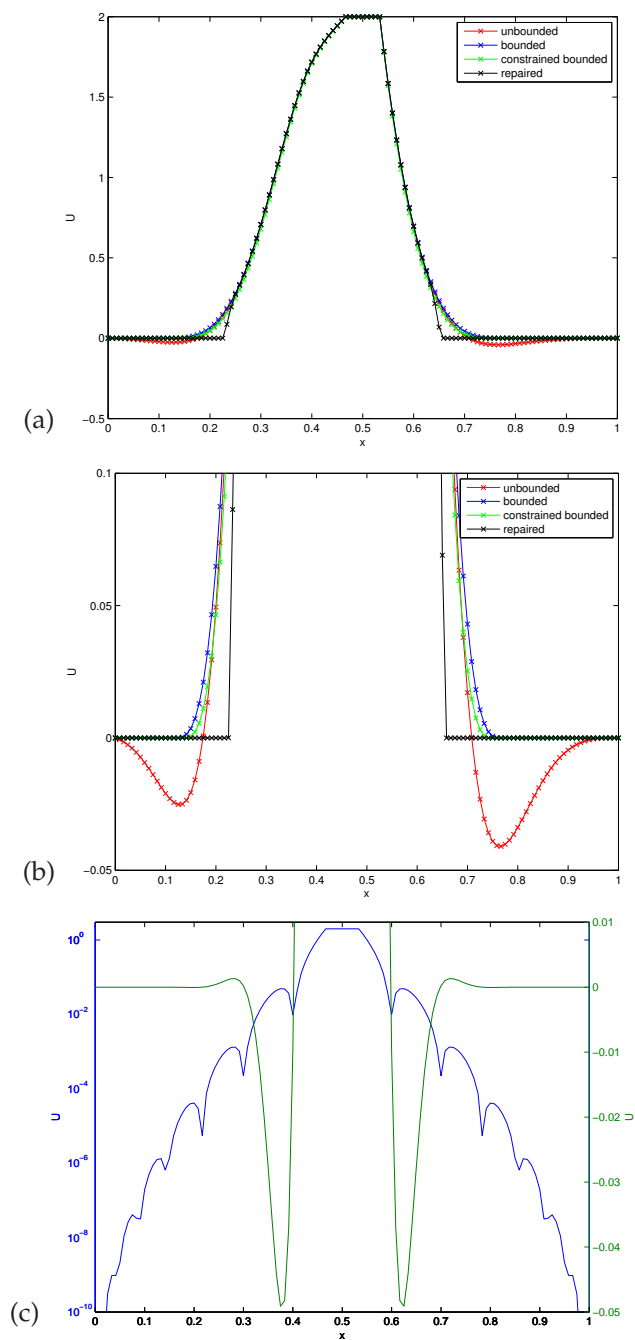 2
1.5
1
0.5
0
−0.5
U
0 0.1 0.2 0.3 0.4 0.5 0.6 0.7 0.8 0.9 1
x
unbounded
bounded
constrained bounded
repaired
(a)
0.1
0.05
0
−0.05
U
0 0.1 0.2 0.3 0.4 0.5 0.6 0.7 0.8 0.9 1
x
unbounded
bounded
constrained bounded
repaired
(b)
10^0
10^−2
10^−4
10^−6
10^−8
10^−10
U
0.01
0
−0.01
−0.02
−0.03
−0.04
−0.05
U
0 0.1 0.2 0.3 0.4 0.5 0.6 0.7 0.8 0.9 1
x
(c)